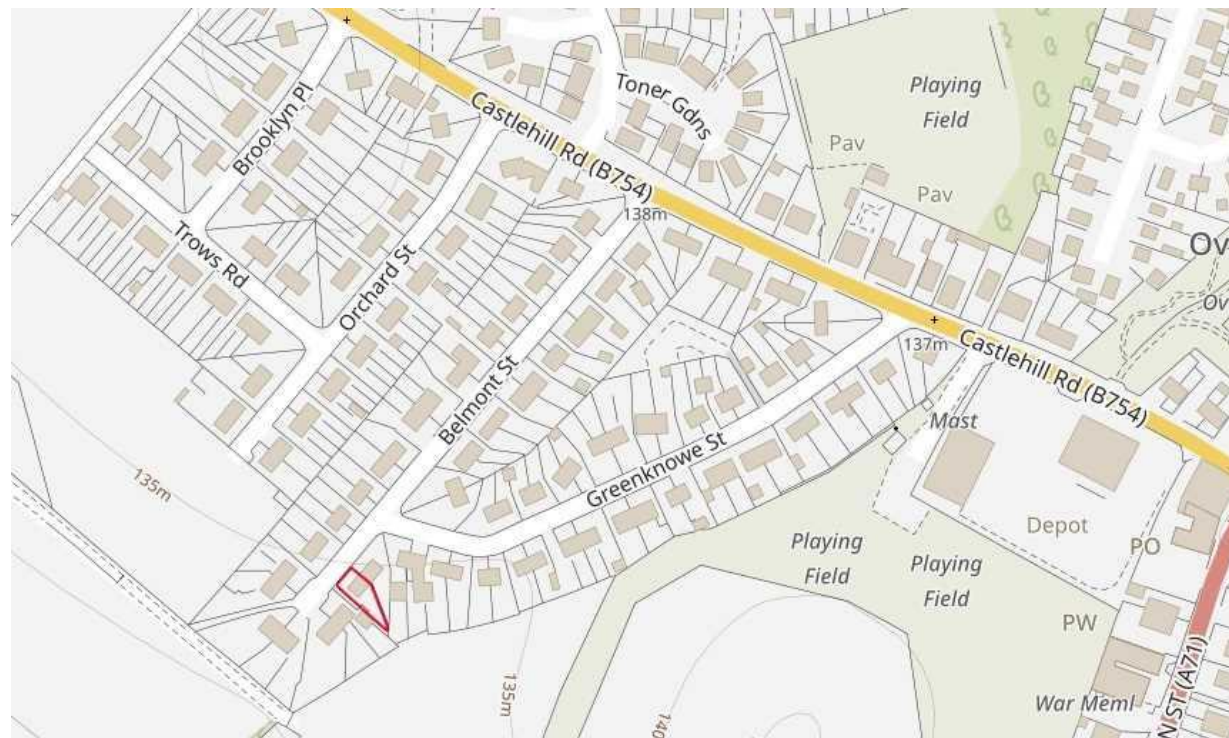 Playing
Field
Toner Gdns
Brooklyn Pl
Castlehill Rd (B754)
Pav
Pav
138m
Trows Rd
Orchard St
Ov
Ov
137m
Castlehill Rd (B754)
Belmont St
Mast
Greenknowe St
135m
Depot
PO
Playing
Field
Playing
Field
PW
135m
140
War Meml
N ST (A71)